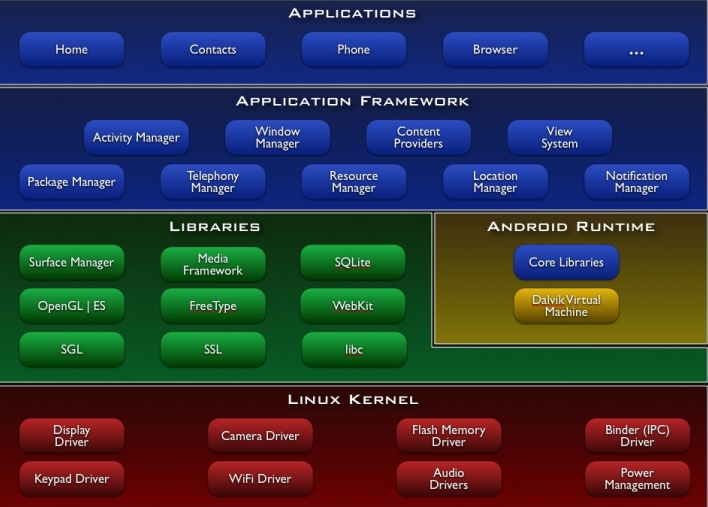 APPLICATIONS
Home
Contacts
Phone
Browser
...
APPLICATION FRAMEWORK
Activity Manager
Window
Manager
Content
Providers
View
System
Package Manager
Telephony
Manager
Resource
Manager
Location
Manager
Notification
Manager
LIBRARIES
Surface Manager
Media
Framework
SQLite
OpenGL | ES
FreeType
WebKit
SGL
SSL
libc
ANDROID RUNTIME
Core Libraries
Dalvik Virtual
Machine
LINUX KERNEL
Display
Driver
Camera Driver
Flash Memory
Driver
Binder (IPC)
Driver
Keypad Driver
WiFi Driver
Audio
Drivers
Power
Management